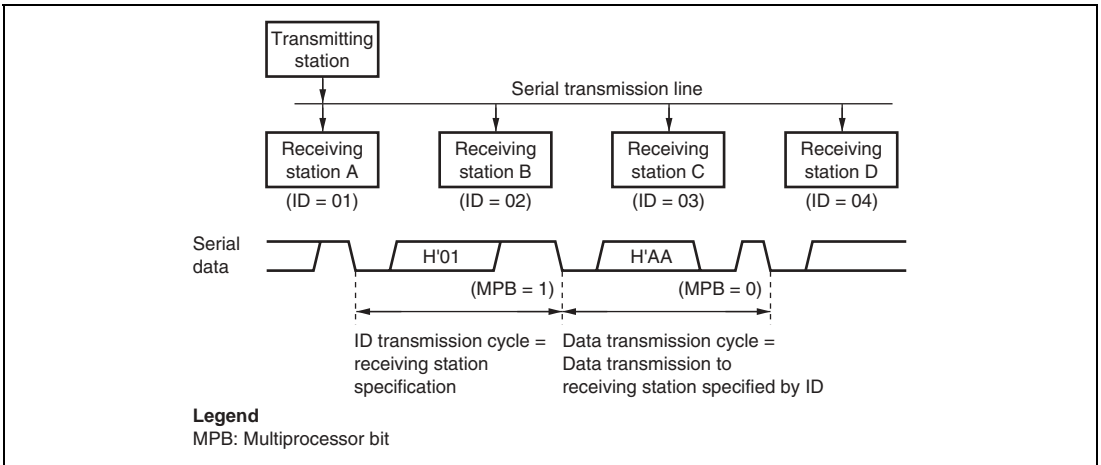 Transmitting
station
Serial transmission line
Receiving
station A
(ID = 01)
Receiving
station B
(ID = 02)
Receiving
station C
(ID = 03)
Receiving
station D
(ID = 04)
Serial
data
H'01
H'AA
(MPB = 1)
(MPB = 0)
ID transmission cycle =
receiving station
specification
Data transmission cycle =
Data transmission to
receiving station specified by ID
Legend
MPB: Multiprocessor bit